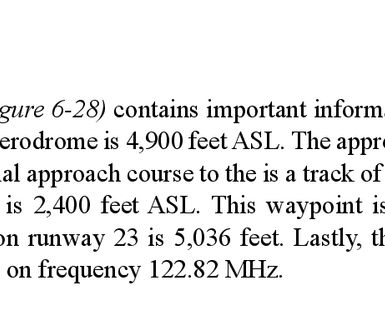 gure 6-28) contains important informa
erodrome is 4,900 feet ASL. The appro
al approach course to the is a track of
is 2,400 feet ASL. This waypoint is
on runway 23 is 5,036 feet. Lastly, th
on frequency 122.82 MHz.